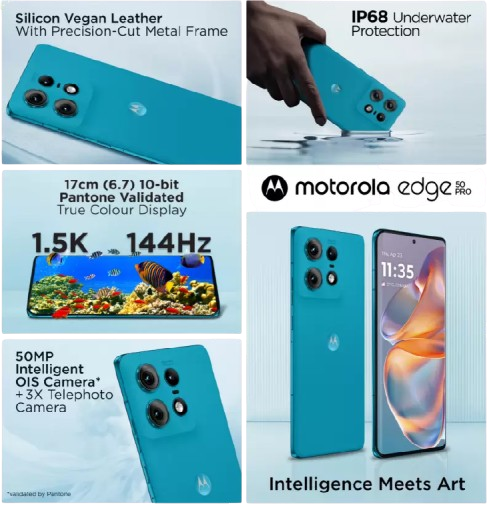 Silicon Vegan Leather
With Precision-Cut Metal Frame
IP68 Underwater
Protection
17cm (6.7) 10-bit
Pantone Validated
True Colour Display
1.5K 144Hz
motorola edge 50 PRO
11:35
50MP
Intelligent
OIS Camera*
+3X Telephoto
Camera
*Validated by Pantone
Intelligence Meets Art